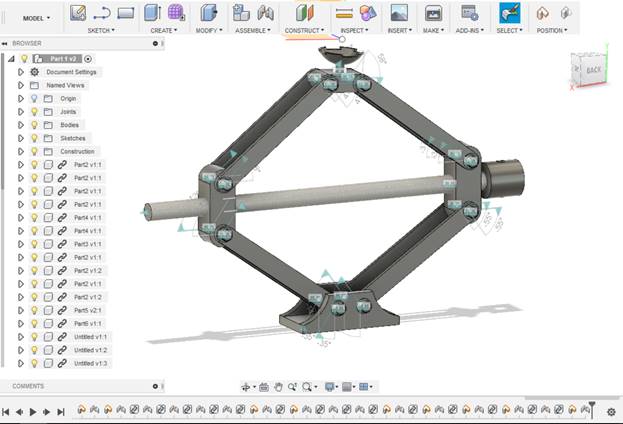 MODEL
SKETCH
CREATE
MODIFY
ASSEMBLE
CONSTRUCT
INSPECT
INSERT
MAKE
ADD-INS
SELECT
POSITION
BROWSER
Part 1 v2
Document Settings
Named Views
Origin
Joints
Bodies
Sketches
Construction
Part2 v1:1
Part2 v1:1
Part2 v1:1
Part2 v1:1
Part4 v1:1
Part4 v1:1
Part3 v1:1
Part2 v1:1
Part2 v1:2
Part3 v1:1
Part2 v1:2
Part5 v2:1
Part6 v1:1
Untitled v1:1
Untitled v1:2
Untitled v1:3
BACK
X
COMMENTS